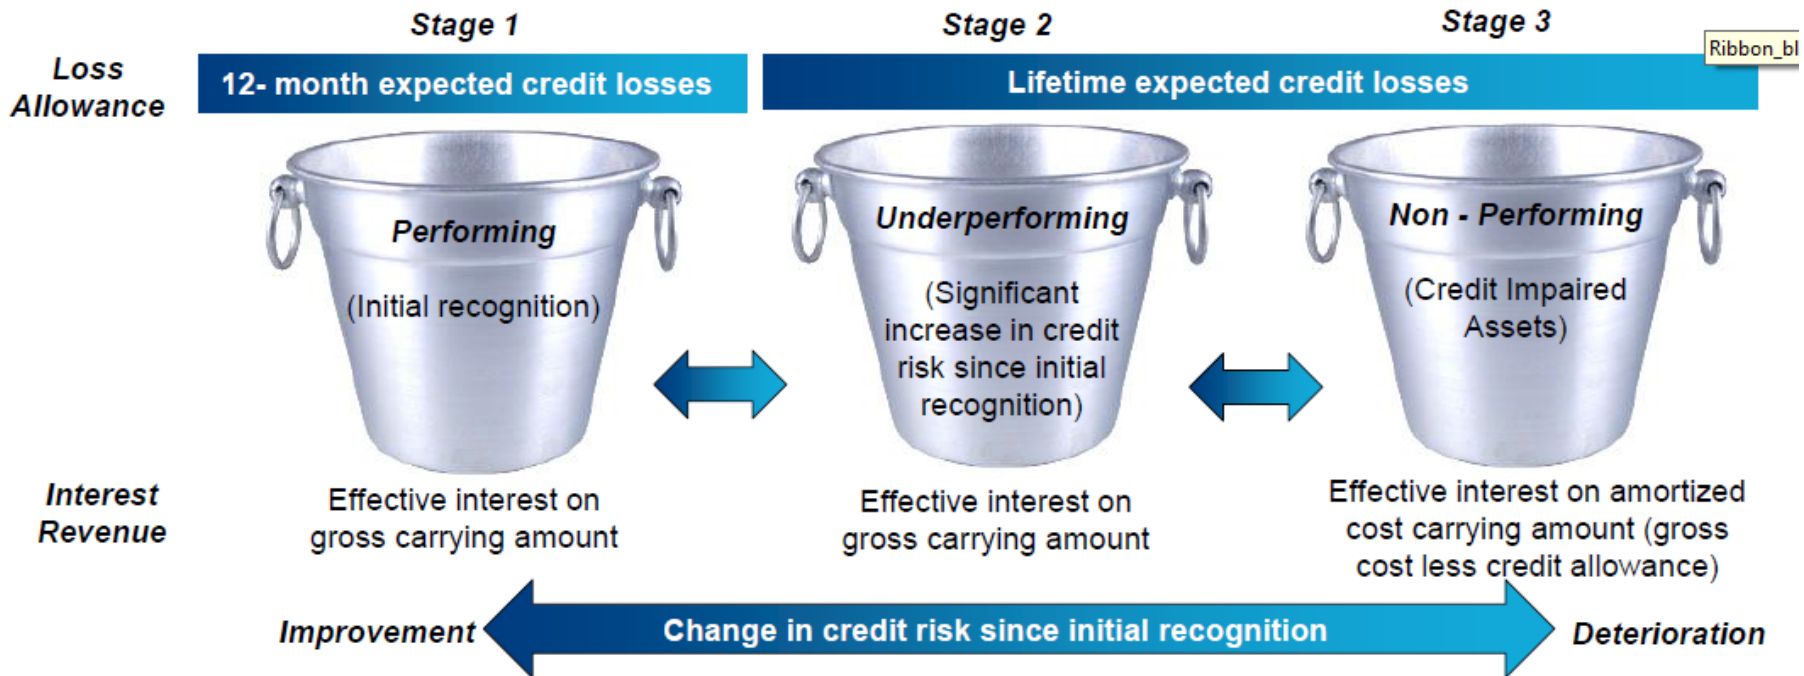 Stage 1
Stage 2
Stage 3
Ribbon_bl
Loss
Allowance
12- month expected credit losses
Lifetime expected credit losses
Performing
(Initial recognition)
Underperforming
(Significant
increase in credit
risk since initial
recognition)
Non - Performing
(Credit Impaired
Assets)
Interest
Revenue
Effective interest on
gross carrying amount
Effective interest on
gross carrying amount
Effective interest on amortized
cost carrying amount (gross
cost less credit allowance)
Improvement
Change in credit risk since initial recognition
Deterioration